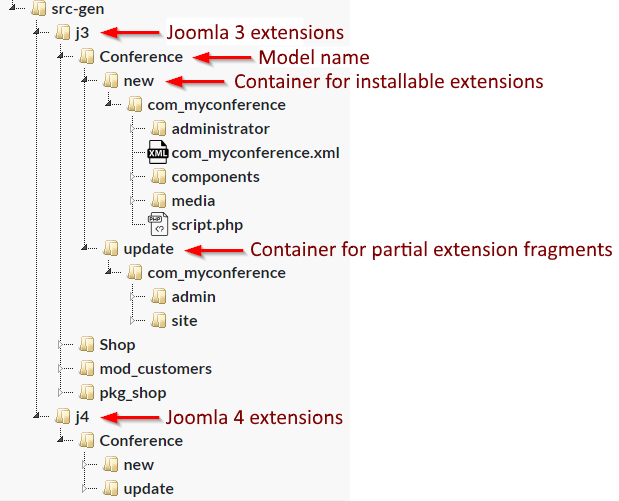 src-gen
j3 Joomla 3 extensions
Conference Model name
new Container for installable extensions
com_myconference
administrator
XML com_myconference.xml
components
media
PHP <?> script.php
update Container for partial extension fragments
com_myconference
admin
site
Shop
mod_customers
pkg_shop
j4 Joomla 4 extensions
Conference
new
update